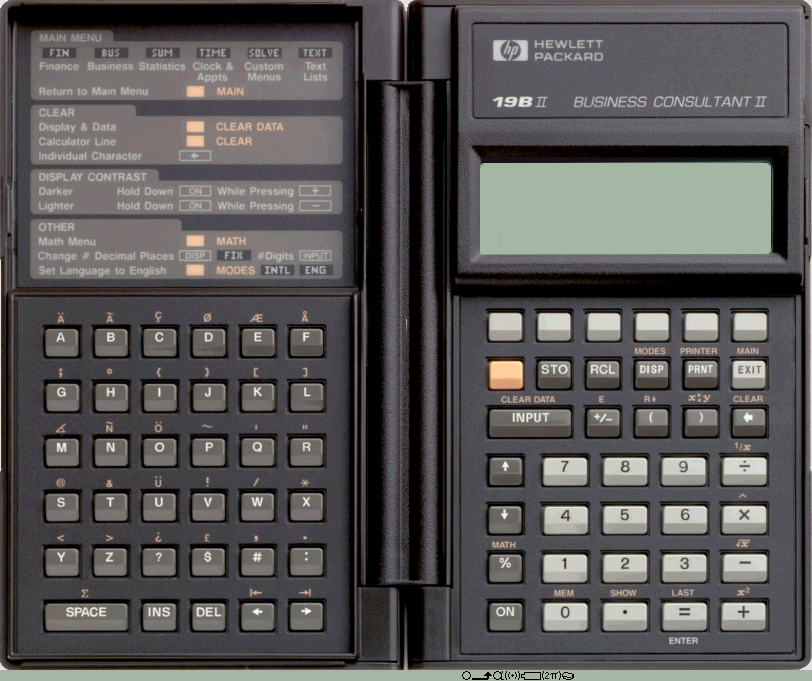 MAIN MENU
FIN BUS SUM TIME SOLVE TEXT
Finance Business Statistics Clock & Appts Custom Menus Text Lists
Return to Main Menu MAIN
CLEAR
Display & Data CLEAR DATA
Calculator Line CLEAR
Individual Character ←
DISPLAY CONTRAST
Darker Hold Down ON While Pressing +
Lighter Hold Down ON While Pressing −
OTHER
Math Menu MATH
Change # Decimal Places DISP FIX #Digits INPUT
Set Language to English MODES INTL ENG
Ä Ã Ç Ø Æ Å
A B C D E F
; ° { } [ ]
G H I J K L
∡ Ñ Ö ~ ' "
M N O P Q R
@ & Ü ! / *
S T U V W X
< > ¿ £ , .
Y Z ? $ # :
Σ |← →|
SPACE INS DEL ← →
hp HEWLETT
PACKARD
19B II BUSINESS CONSULTANT II
MODES PRINTER MAIN
STO RCL DISP PRNT EXIT
CLEAR DATA E R↓ x≷y CLEAR
INPUT +/− ( ) ←
1/x
↑ 7 8 9 ÷
^
↓ 4 5 6 ×
MATH √x
% 1 2 3 −
MEM SHOW LAST x²
ON 0 . = +
ENTER